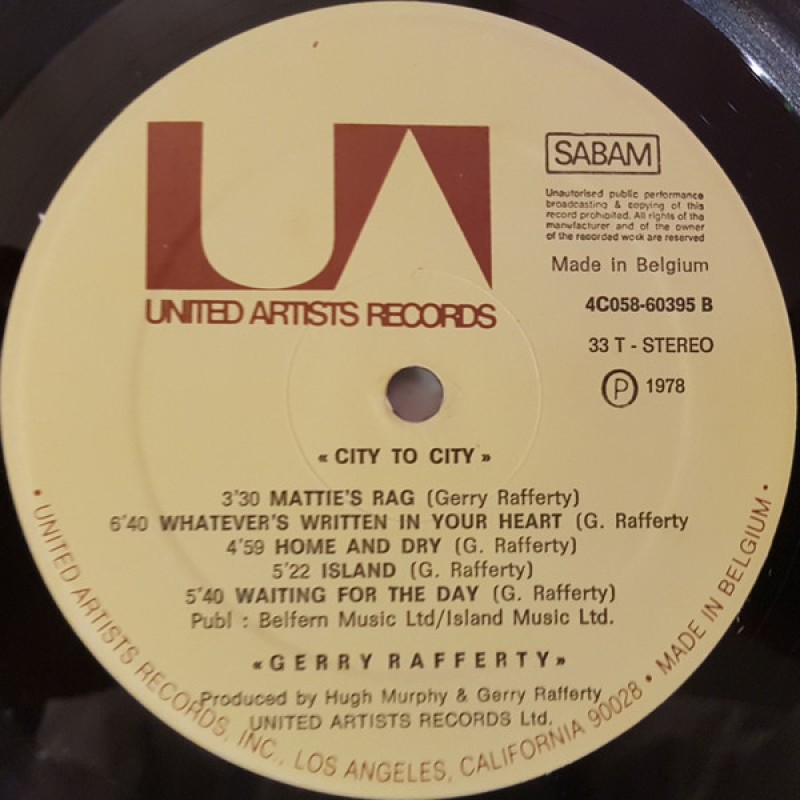 UA
UNITED ARTISTS RECORDS
SABAM
Unautorised public performance
broadcasting & copying of this
record prohibited. All rights of the
manufacturer and of the owner
of the recorded work are reserved
Made in Belgium
4C058-60395 B
33 T - STEREO
Ⓟ 1978
« CITY TO CITY »
3'30 MATTIE'S RAG (Gerry Rafferty)
6'40 WHATEVER'S WRITTEN IN YOUR HEART (G. Rafferty
4'59 HOME AND DRY (G. Rafferty)
5'22 ISLAND (G. Rafferty)
5'40 WAITING FOR THE DAY (G. Rafferty)
Publ : Belfern Music Ltd/Island Music Ltd.
«GERRY RAFFERTY»
Produced by Hugh Murphy & Gerry Rafferty
UNITED ARTISTS RECORDS Ltd.
• UNITED ARTISTS RECORDS, INC., LOS ANGELES, CALIFORNIA 90028 • MADE IN BELGIUM •